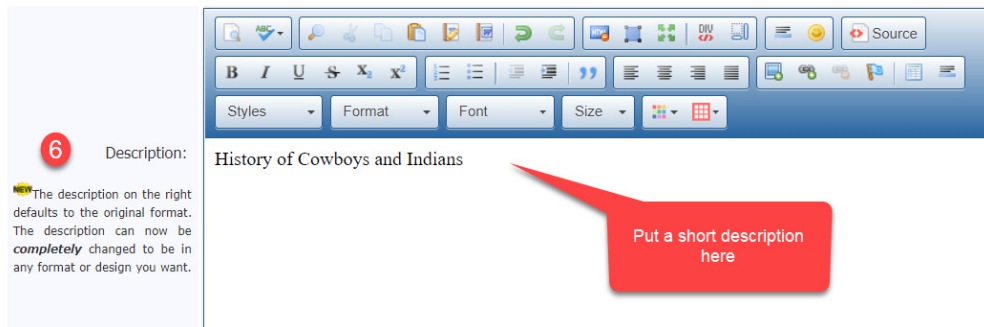 ABC
DIV
Source
B I U S X₂ X²
Styles Format Font Size
6 Description:
History of Cowboys and Indians
NEW The description on the right
defaults to the original format.
The description can now be
completely changed to be in
any format or design you want.
Put a short description
here